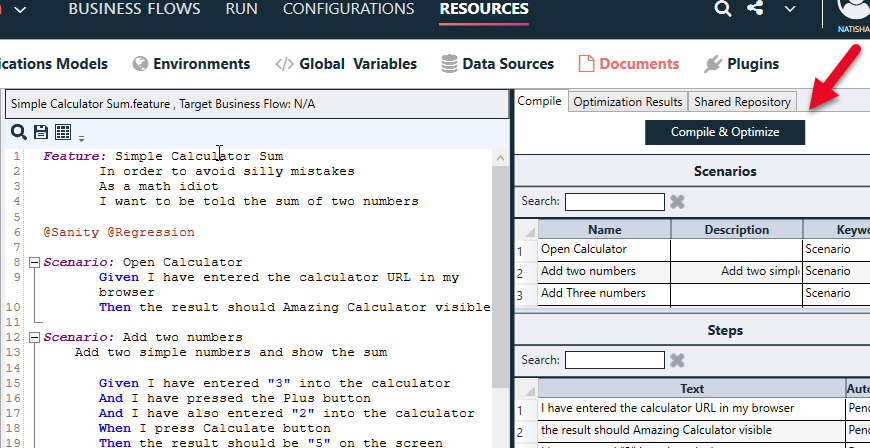 BUSINESS FLOWS RUN CONFIGURATIONS RESOURCES
NATISHA
ications Models Environments </> Global Variables Data Sources Documents Plugins
Simple Calculator Sum.feature , Target Business Flow: N/A
1 Feature: Simple Calculator Sum
2 In order to avoid silly mistakes
3 As a math idiot
4 I want to be told the sum of two numbers
5
6 @Sanity @Regression
7
8 Scenario: Open Calculator
9 Given I have entered the calculator URL in my
browser
10 Then the result should Amazing Calculator visible
11
12 Scenario: Add two numbers
13 Add two simple numbers and show the sum
14
15 Given I have entered "3" into the calculator
16 And I have pressed the Plus button
17 And I have also entered "2" into the calculator
18 When I press Calculate button
19 Then the result should be "5" on the screen
Compile Optimization Results Shared Repository
Compile & Optimize
Scenarios
Search:
Name Description Keyw
1 Open Calculator Scenario
2 Add two numbers Add two simpl Scenario
3 Add Three numbers Scenario
Steps
Search:
Text Auto
1 I have entered the calculator URL in my browser Pend
2 the result should Amazing Calculator visible Pend